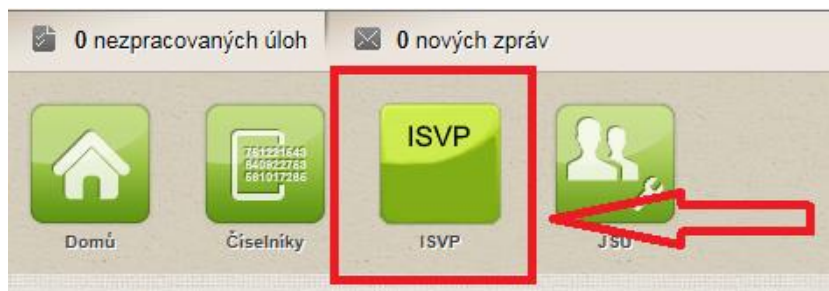 0 nezpracovaných úloh
0 nových zpráv
ISVP
Domů
Číselníky
ISVP
JSU